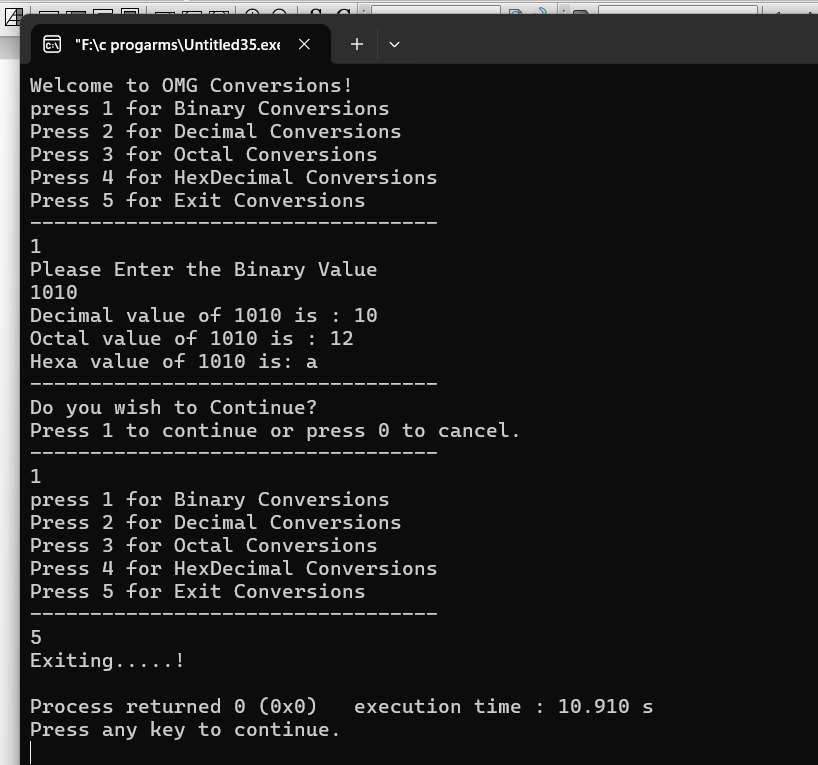 "F:\c progarms\Untitled35.exe
Welcome to OMG Conversions!
press 1 for Binary Conversions
Press 2 for Decimal Conversions
Press 3 for Octal Conversions
Press 4 for HexDecimal Conversions
Press 5 for Exit Conversions
----------------------------------
1
Please Enter the Binary Value
1010
Decimal value of 1010 is : 10
Octal value of 1010 is : 12
Hexa value of 1010 is: a
----------------------------------
Do you wish to Continue?
Press 1 to continue or press 0 to cancel.
----------------------------------
1
press 1 for Binary Conversions
Press 2 for Decimal Conversions
Press 3 for Octal Conversions
Press 4 for HexDecimal Conversions
Press 5 for Exit Conversions
----------------------------------
5
Exiting.....!
Process returned 0 (0x0)   execution time : 10.910 s
Press any key to continue.